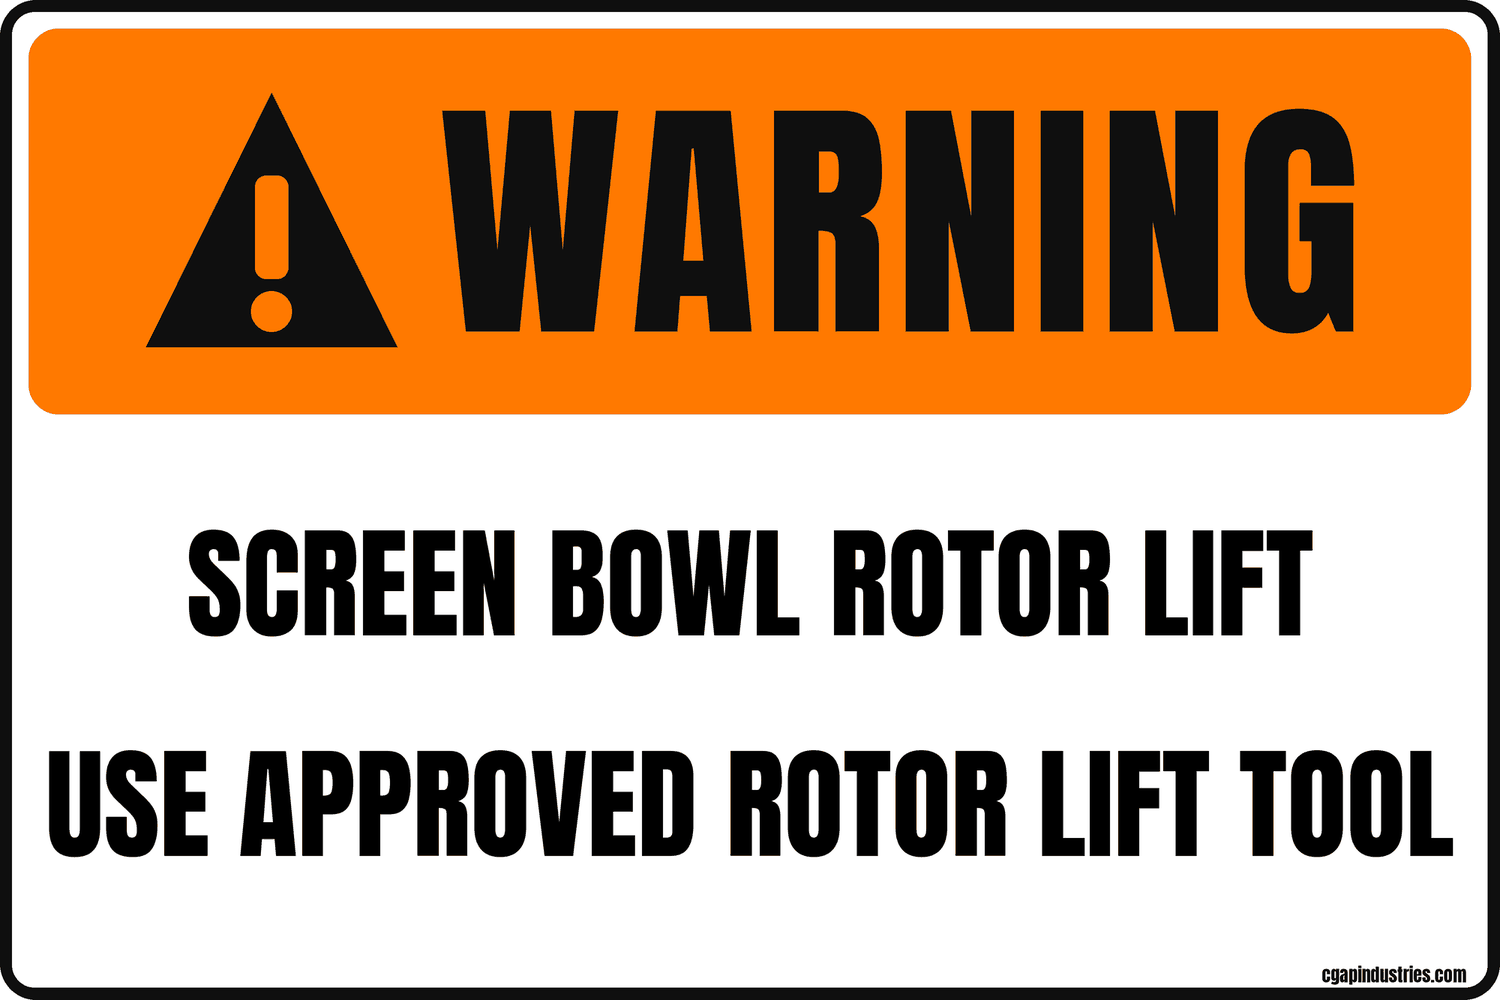 WARNING
SCREEN BOWL ROTOR LIFT
USE APPROVED ROTOR LIFT TOOL
cgapindustries.com